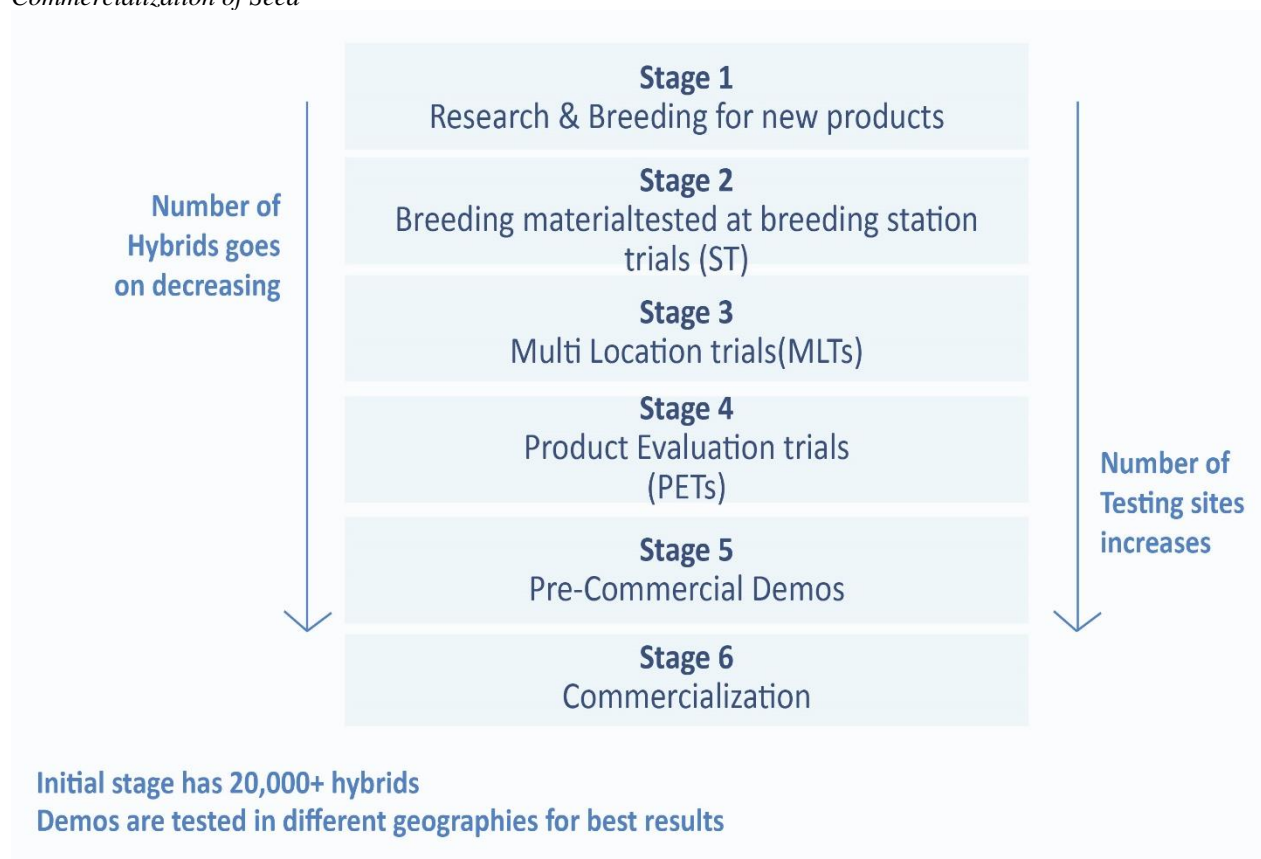 Commercialization of Seed
Stage 1
Research & Breeding for new products
Stage 2
Breeding materialtested at breeding station
trials (ST)
Stage 3
Multi Location trials(MLTs)
Stage 4
Product Evaluation trials
(PETs)
Stage 5
Pre-Commercial Demos
Stage 6
Commercialization
Number of
Hybrids goes
on decreasing
Number of
Testing sites
increases
Initial stage has 20,000+ hybrids
Demos are tested in different geographies for best results